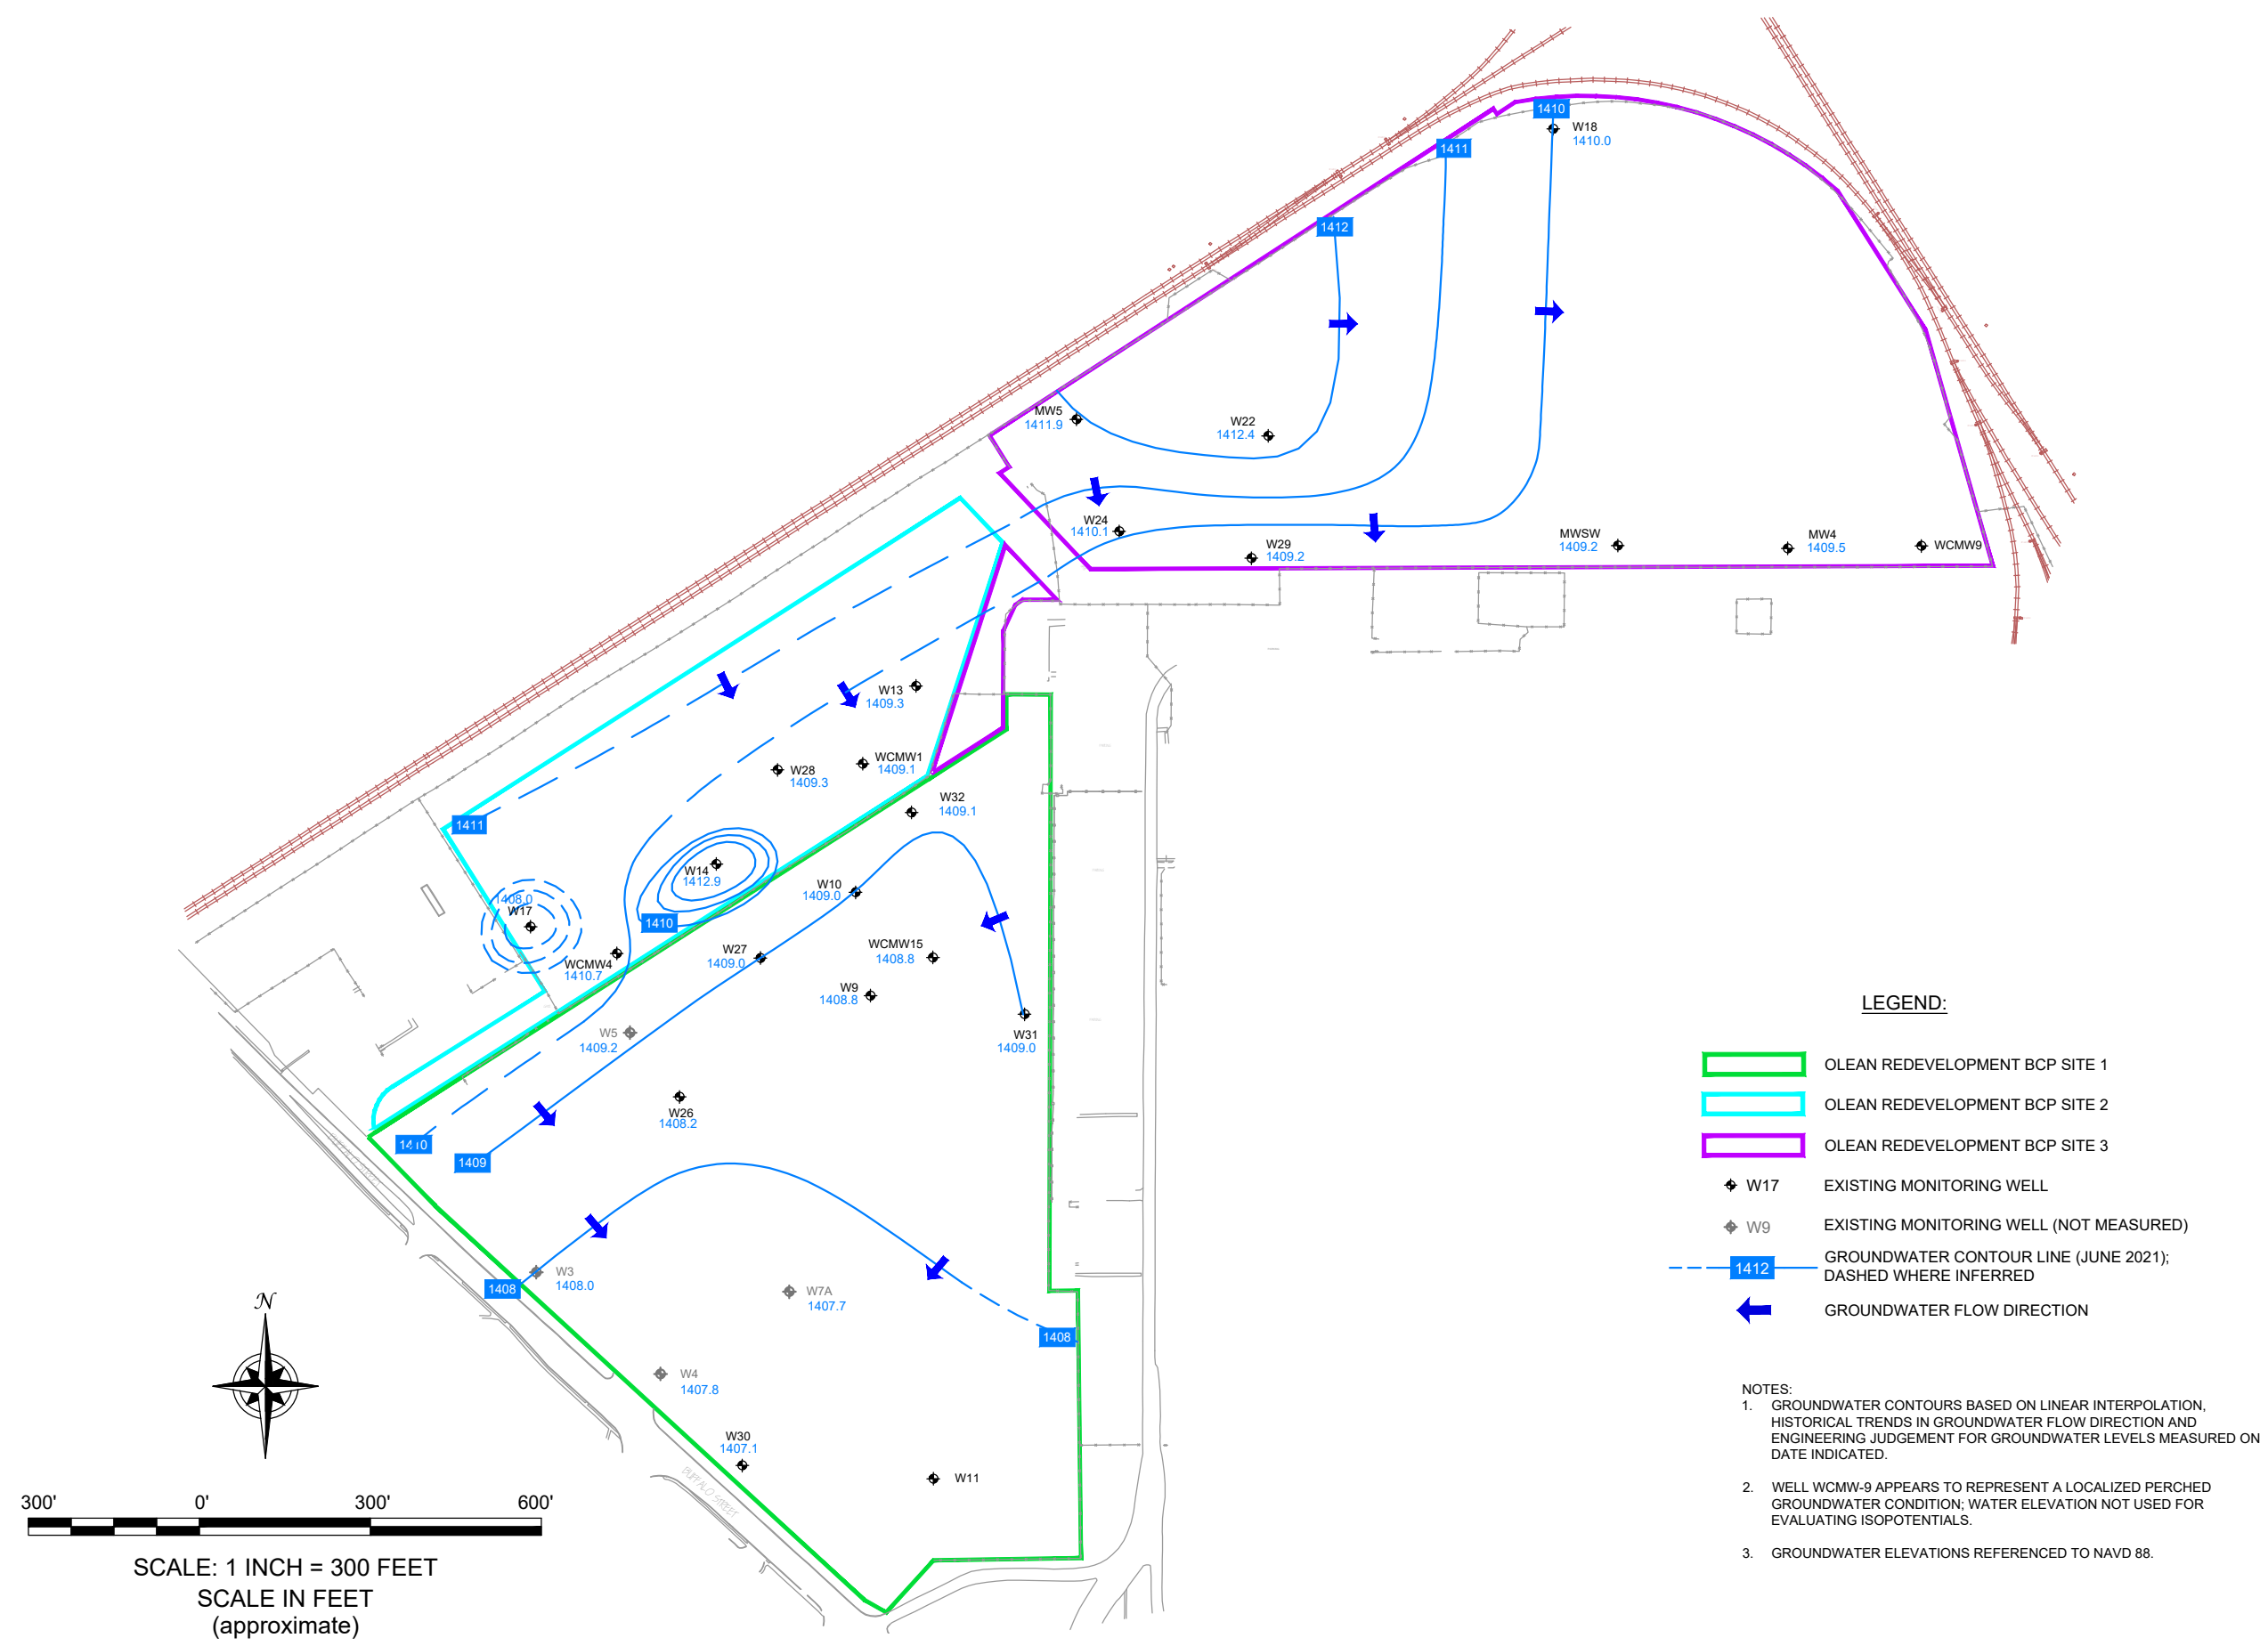 1410
W18
1410.0
1411
1412
MW5
1411.9
W22
1412.4
W24
1410.1
W29
1409.2
MWSW
1409.2
MW4
1409.5
WCMW9
W13
1409.3
WCMW1
1409.1
W28
1409.3
W32
1409.1
1411
W14
1412.9
W10
1409.0
1408.0
W17
1410
WCMW4
1410.7
W27
1409.0
WCMW15
1408.8
W9
1408.8
W5
1409.2
W31
1409.0
W26
1408.2
1410
1409
W3
1408.0
1408
W7A
1407.7
1408
W4
1407.8
W30
1407.1
W11
BUFFALO STREET
LEGEND:
OLEAN REDEVELOPMENT BCP SITE 1
OLEAN REDEVELOPMENT BCP SITE 2
OLEAN REDEVELOPMENT BCP SITE 3
W17 EXISTING MONITORING WELL
W9 EXISTING MONITORING WELL (NOT MEASURED)
1412 GROUNDWATER CONTOUR LINE (JUNE 2021);
DASHED WHERE INFERRED
GROUNDWATER FLOW DIRECTION
NOTES:
1. GROUNDWATER CONTOURS BASED ON LINEAR INTERPOLATION,
HISTORICAL TRENDS IN GROUNDWATER FLOW DIRECTION AND
ENGINEERING JUDGEMENT FOR GROUNDWATER LEVELS MEASURED ON
DATE INDICATED.
2. WELL WCMW-9 APPEARS TO REPRESENT A LOCALIZED PERCHED
GROUNDWATER CONDITION; WATER ELEVATION NOT USED FOR
EVALUATING ISOPOTENTIALS.
3. GROUNDWATER ELEVATIONS REFERENCED TO NAVD 88.
N
300' 0' 300' 600'
SCALE: 1 INCH = 300 FEET
SCALE IN FEET
(approximate)